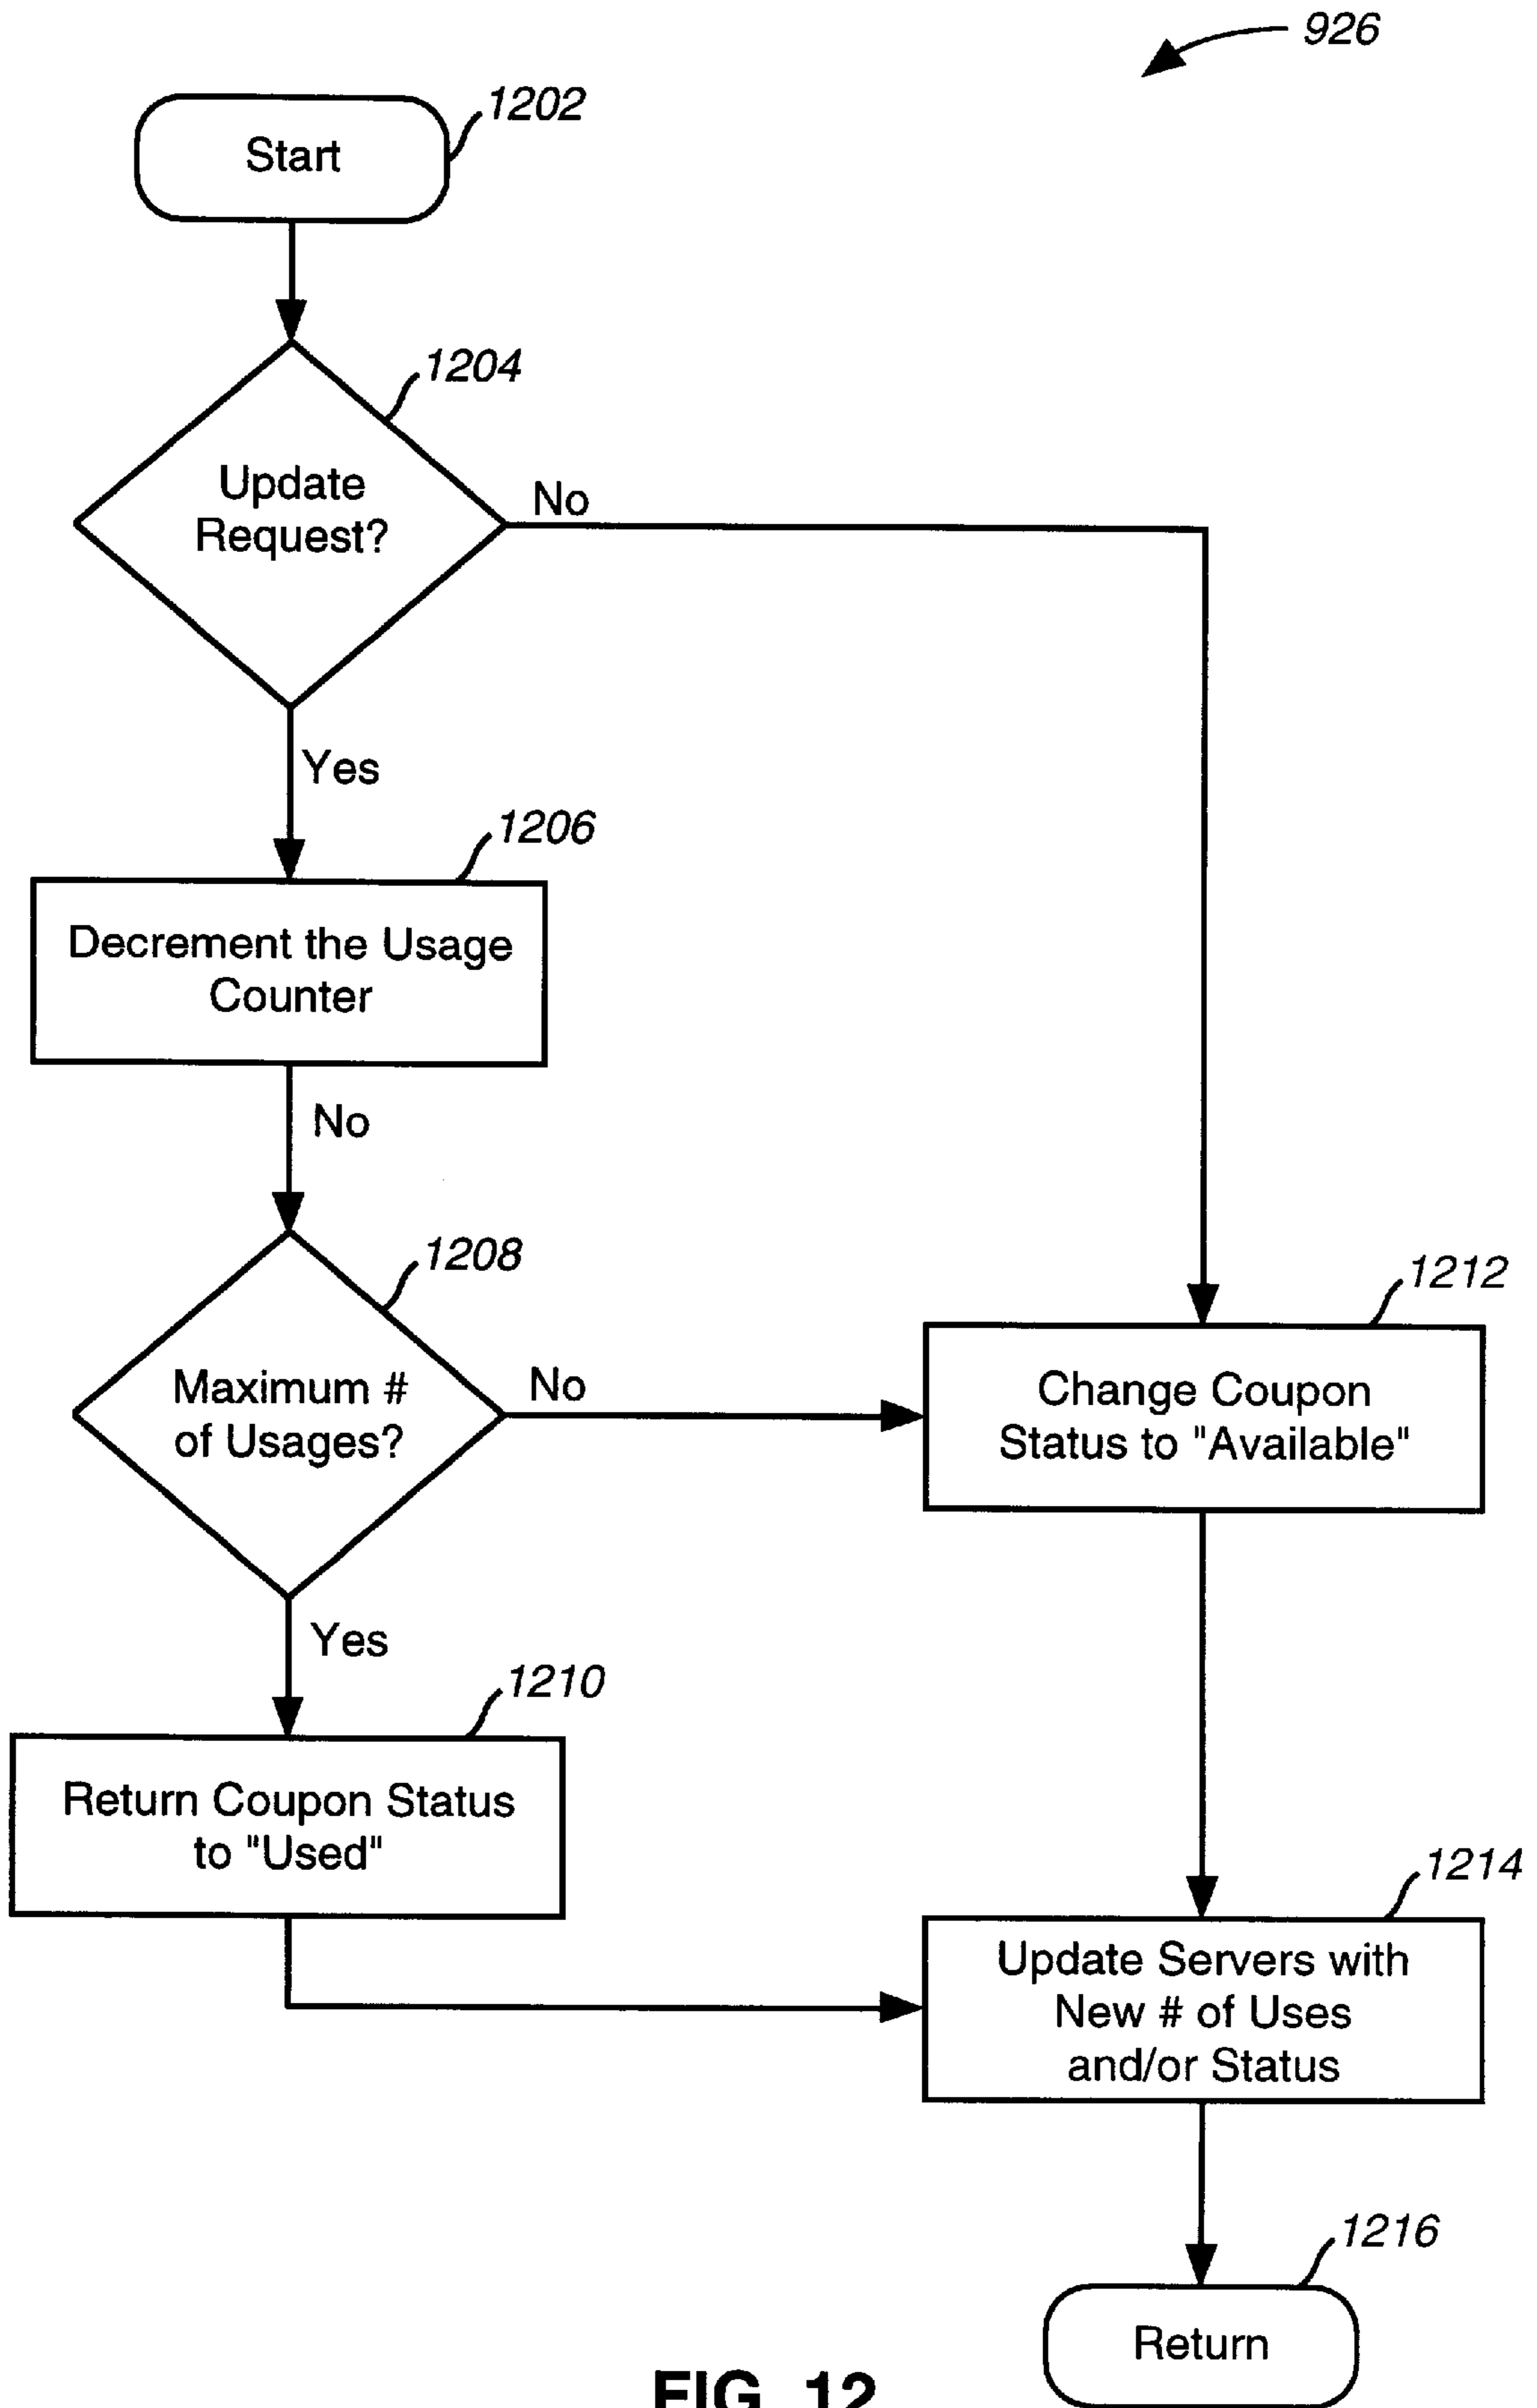 926
1202
Start
1204
Update
Request?
No
Yes
1206
Decrement the Usage
Counter
No
1208
Maximum #
of Usages?
No
1212
Change Coupon
Status to "Available"
Yes
1210
Return Coupon Status
to "Used"
1214
Update Servers with
New # of Uses
and/or Status
1216
Return
FIG. 12